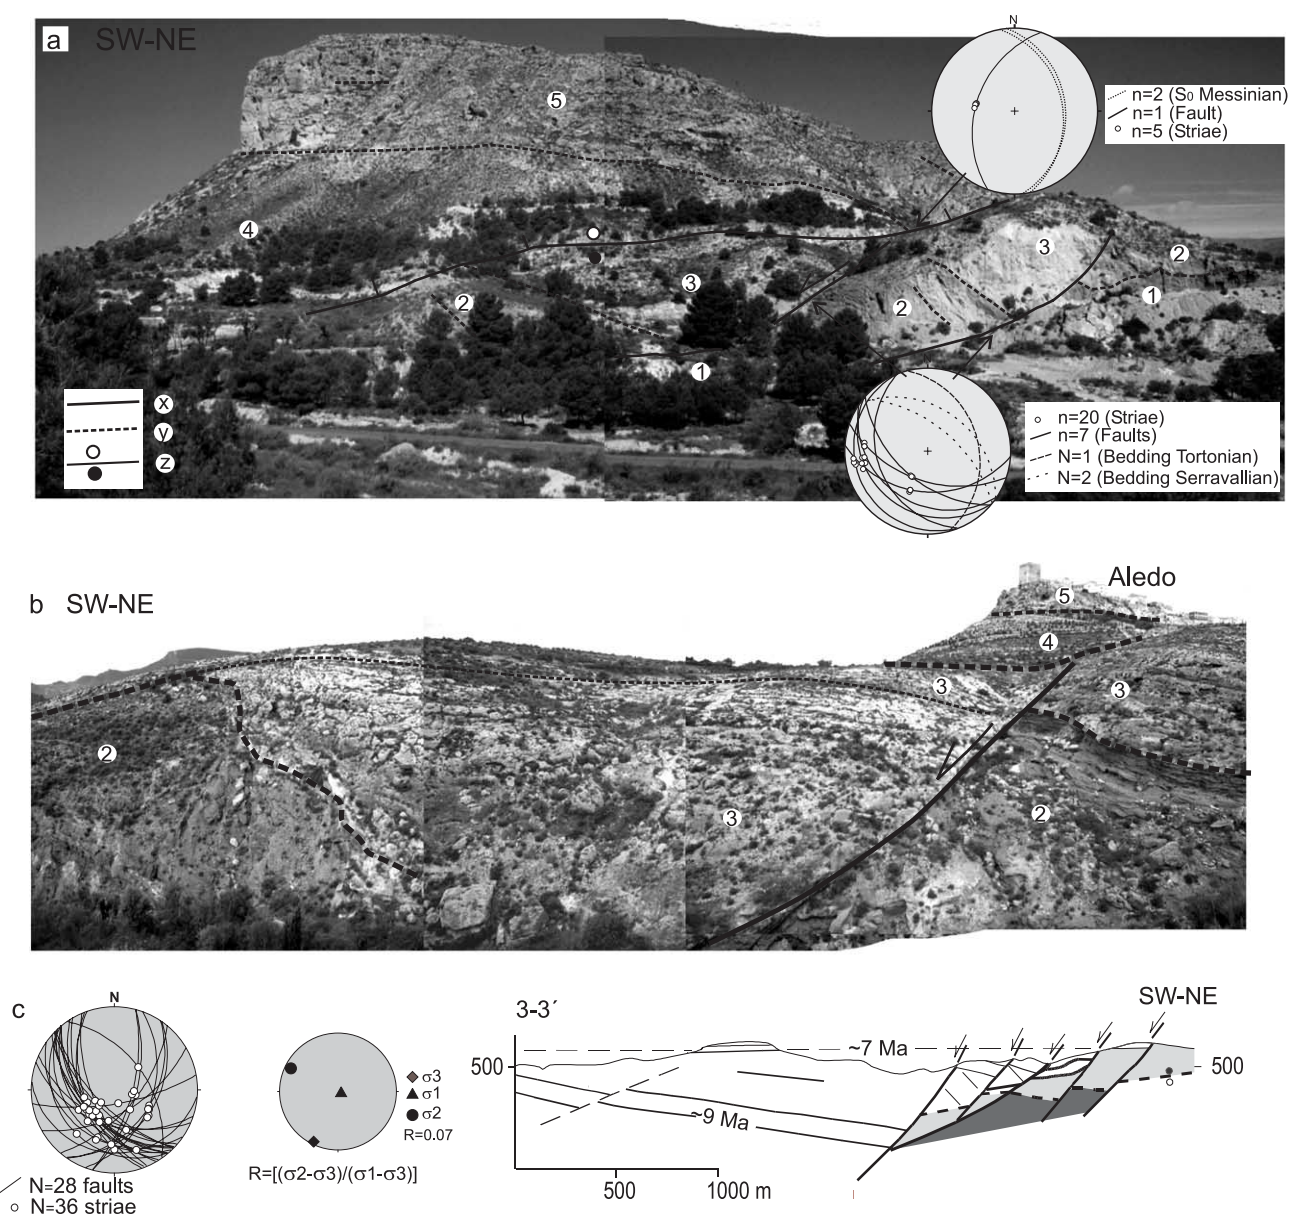 a SW-NE
N
n=2 (S0 Messinian)
n=1 (Fault)
n=5 (Striae)
5
4
3
2
3
2
1
2
2
1
x
y
z
n=20 (Striae)
n=7 (Faults)
N=1 (Bedding Tortonian)
N=2 (Bedding Serravallian)
b SW-NE
Aledo
5
4
3
3
2
3
2
c
N
N=28 faults
N=36 striae
σ3
σ1
σ2
R=0.07
R=[(σ2-σ3)/(σ1-σ3)]
3-3´
SW-NE
500
~7 Ma
500
~9 Ma
500 1000 m